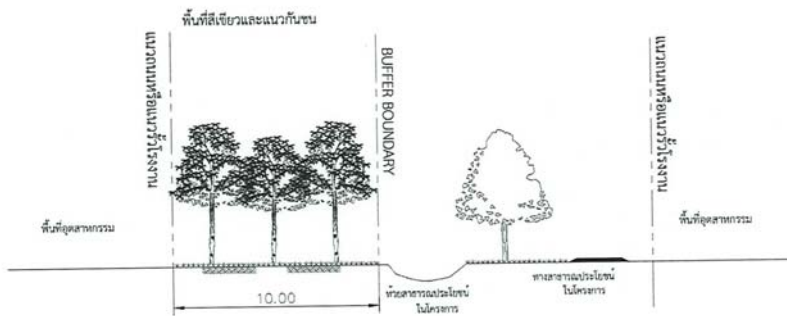 พื้นที่สีเขียวและแนวกันชน
แนวถนนหรือแนวรั้วโรงงาน
BUFFER BOUNDARY
แนวถนนหรือแนวรั้วโรงงาน
พื้นที่อุตสาหกรรม
พื้นที่อุตสาหกรรม
10.00
ห้วยสาธารณประโยชน์
ในโครงการ
ทางสาธารณประโยชน์
ในโครงการ